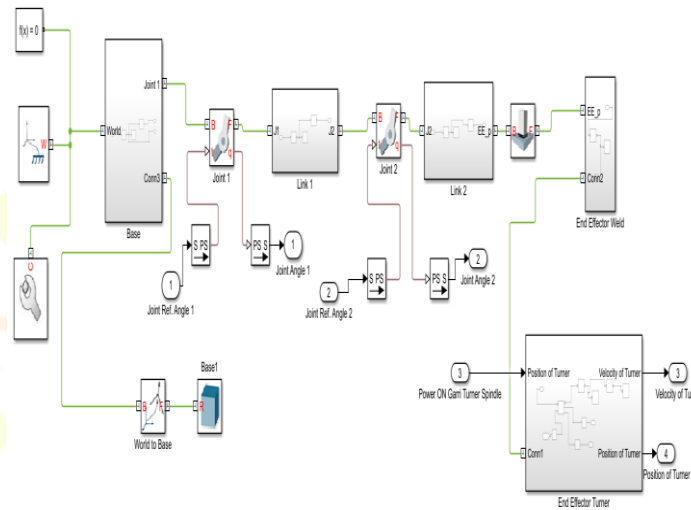 f(x) = 0
W
C
World
Joint 1
Conn3
Base
B
F
q
Joint 1
J1
J2
Link 1
B
F
q
Joint 2
J2
EE_p
Link 2
B
F
EE_p
Conn2
End Effector Weld
S PS
PS S
1
Joint Ref. Angle 1
1
Joint Angle 1
S PS
PS S
2
Joint Ref. Angle 2
2
Joint Angle 2
B
F
World to Base
Base1
R
3
Power ON Garri Turner Spindle
Position of Turner
Conn1
Velocity of Turner
Position of Turner
End Effector Turner
3
Velocity of Tu
4
Position of Turner